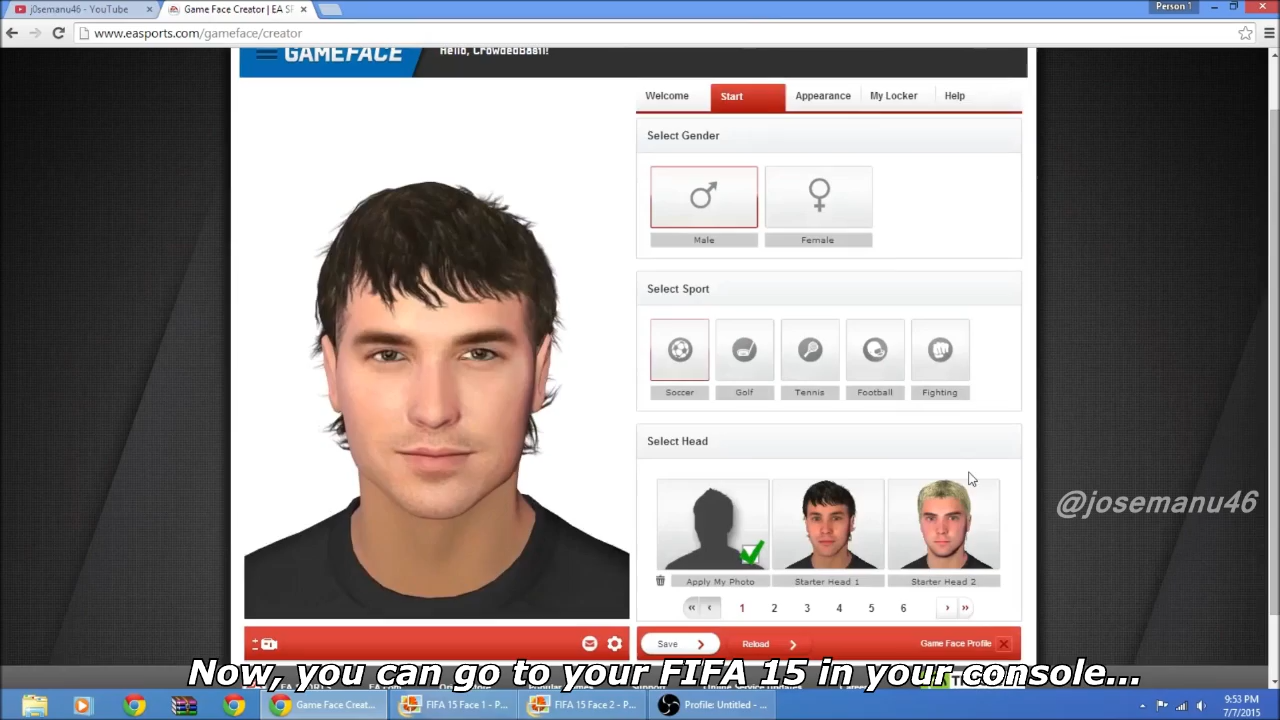 j0semanu46 - YouTube
Game Face Creator | EA SP
Person 1
www.easports.com/gameface/creator
GAMEFACE
Hello, CrowdedBa511!
Welcome
Start
Appearance
My Locker
Help
Select Gender
Male
Female
Select Sport
Soccer
Golf
Tennis
Football
Fighting
Select Head
@josemanu46
Apply My Photo
Starter Head 1
Starter Head 2
« ‹ 1 2 3 4 5 6 › »
Save
Reload
Game Face Profile
Now, you can go to your FIFA 15 in your console...
Game Face Creat...
FIFA 15 Face 1 - P...
FIFA 15 Face 2 - P...
Profile: Untitled - ...
9:53 PM
7/7/2015